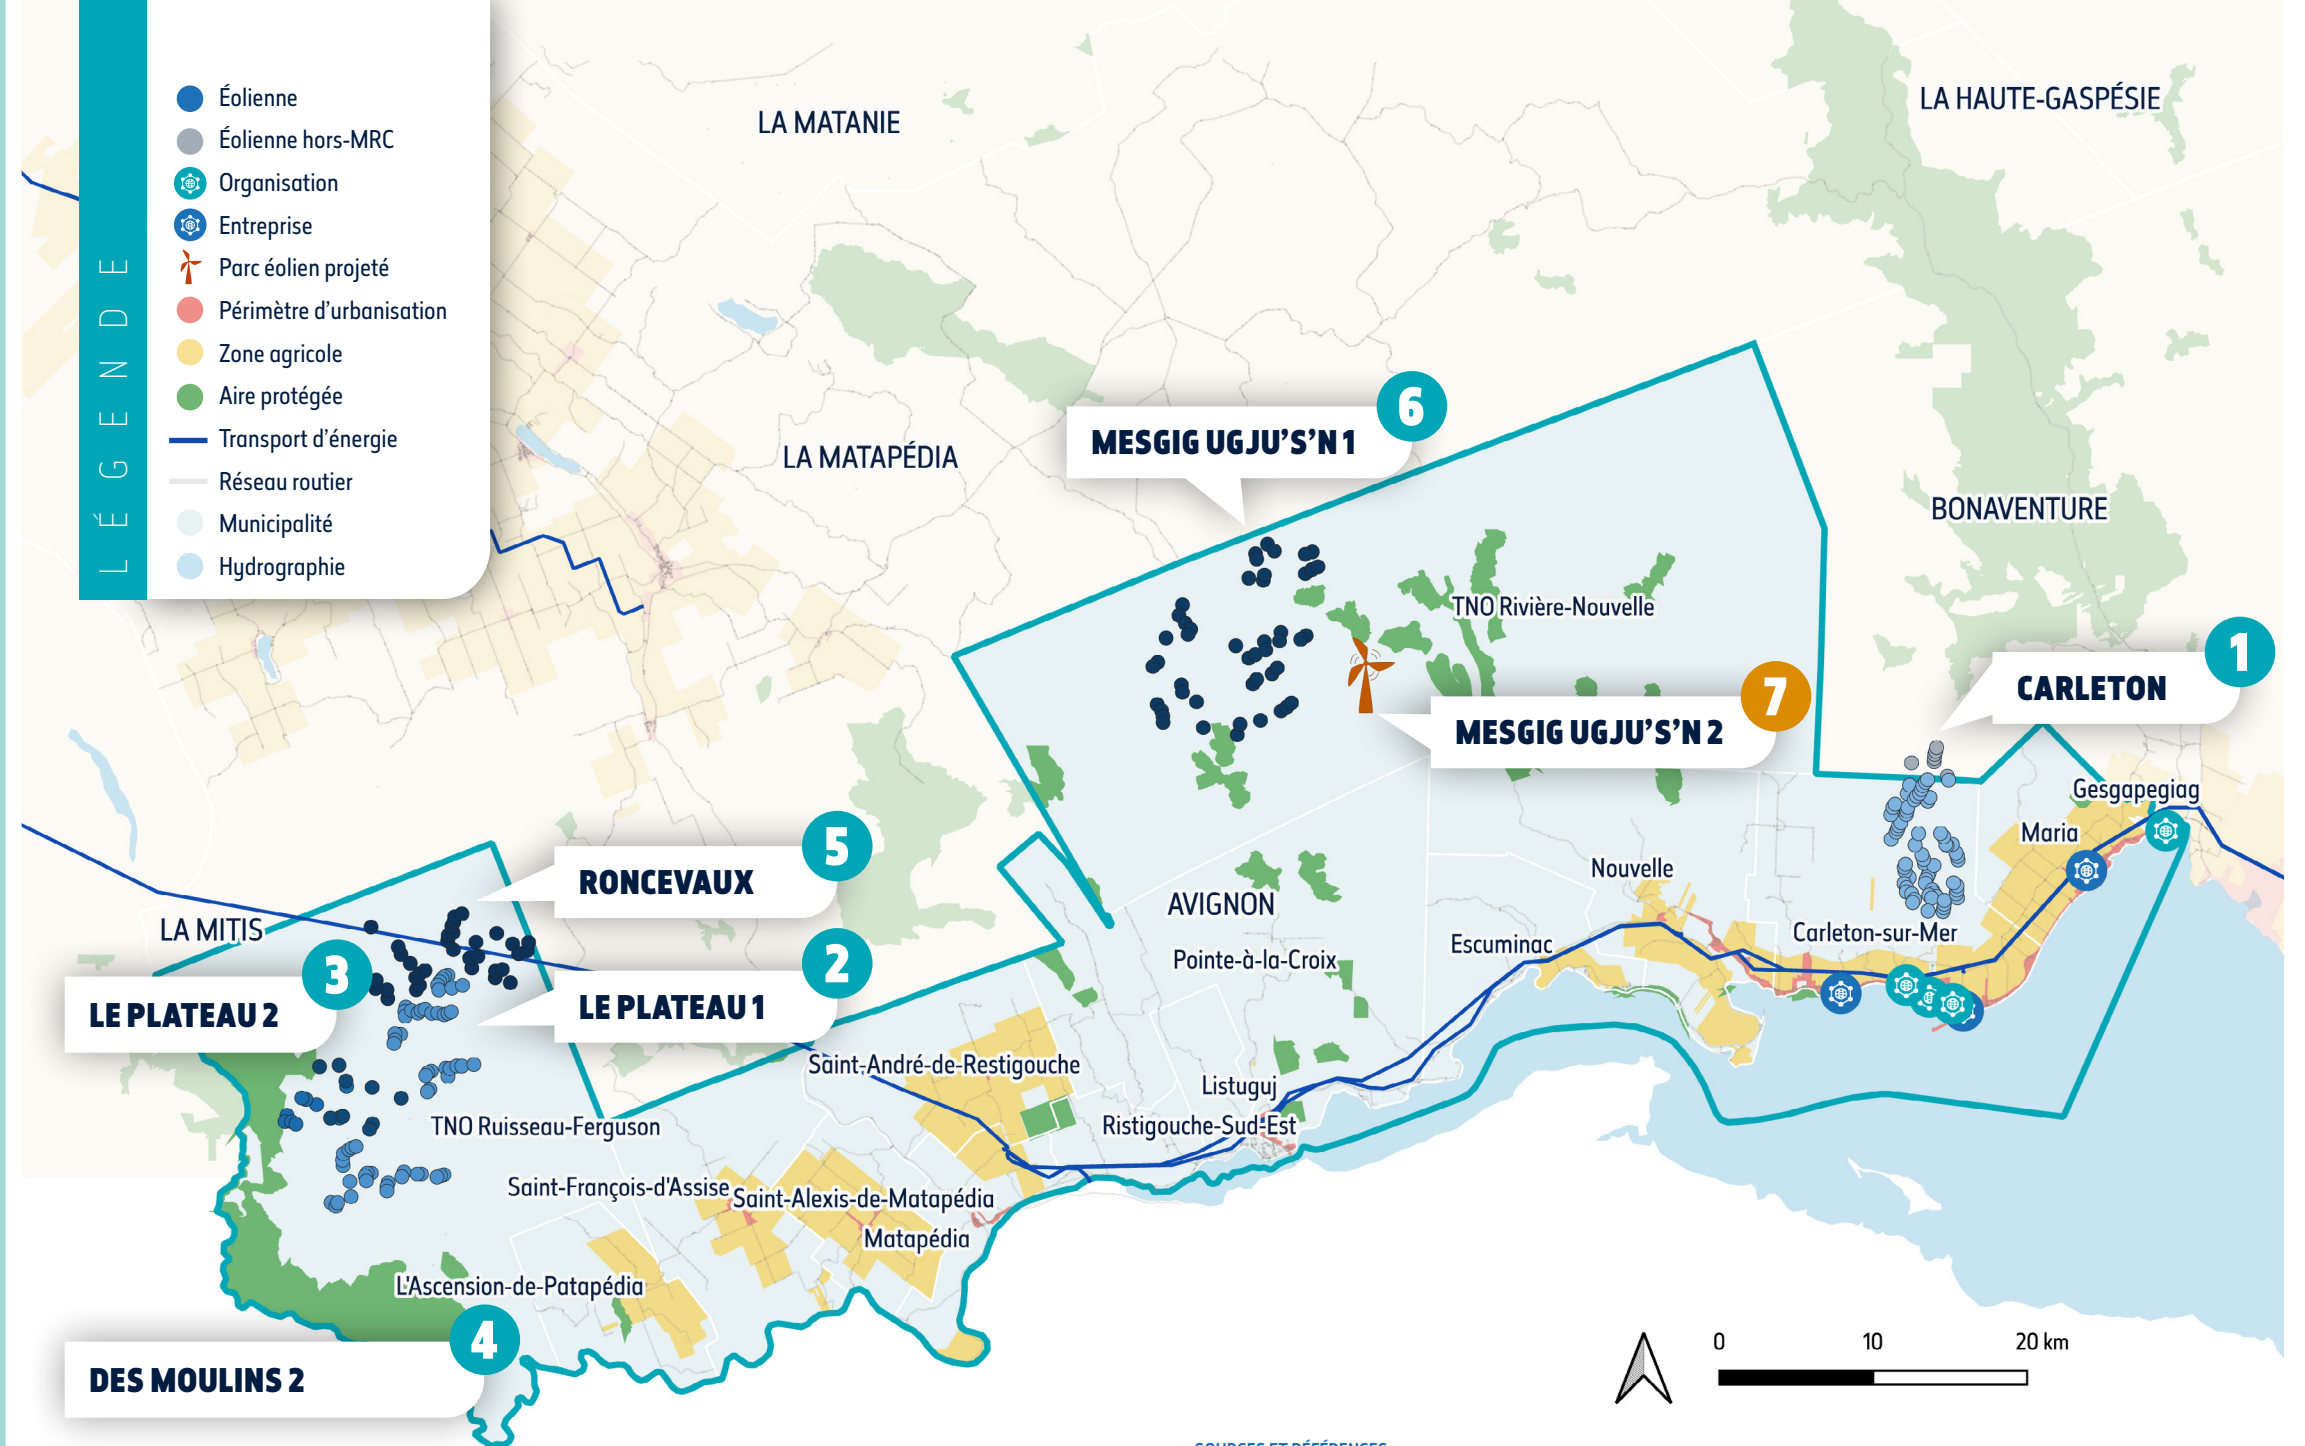 LÉGENDE
Éolienne
Éolienne hors-MRC
Organisation
Entreprise
Parc éolien projeté
Périmètre d'urbanisation
Zone agricole
Aire protégée
Transport d'énergie
Réseau routier
Municipalité
Hydrographie
LA MATANIE
LA HAUTE-GASPÉSIE
LA MATAPÉDIA
6
MESGIG UGJU'S'N 1
BONAVENTURE
TNO Rivière-Nouvelle
1
CARLETON
7
MESGIG UGJU'S'N 2
Gesgapegiag
Maria
5
RONCEVAUX
Nouvelle
AVIGNON
LA MITIS
Carleton-sur-Mer
Escuminac
Pointe-à-la-Croix
3
LE PLATEAU 2
2
LE PLATEAU 1
Saint-André-de-Restigouche
Listuguj
Ristigouche-Sud-Est
TNO Ruisseau-Ferguson
Saint-François-d'Assise
Saint-Alexis-de-Matapédia
Matapédia
L'Ascension-de-Patapédia
4
DES MOULINS 2
0 10 20 km
SOURCES ET RÉFÉRENCES